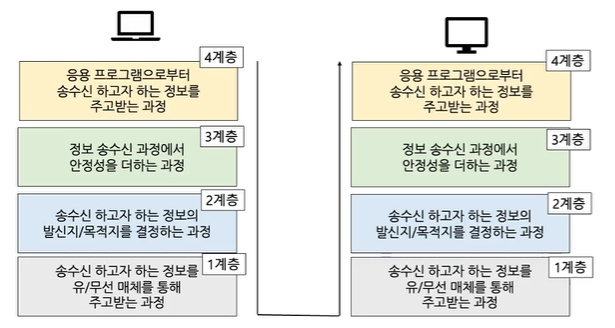 4계층
응용 프로그램으로부터
송수신 하고자 하는 정보를
주고받는 과정
3계층
정보 송수신 과정에서
안정성을 더하는 과정
2계층
송수신 하고자 하는 정보의
발신지/목적지를 결정하는 과정
1계층
송수신 하고자 하는 정보를
유/무선 매체를 통해
주고받는 과정
4계층
응용 프로그램으로부터
송수신 하고자 하는 정보를
주고받는 과정
3계층
정보 송수신 과정에서
안정성을 더하는 과정
2계층
송수신 하고자 하는 정보의
발신지/목적지를 결정하는 과정
1계층
송수신 하고자 하는 정보를
유/무선 매체를 통해
주고받는 과정